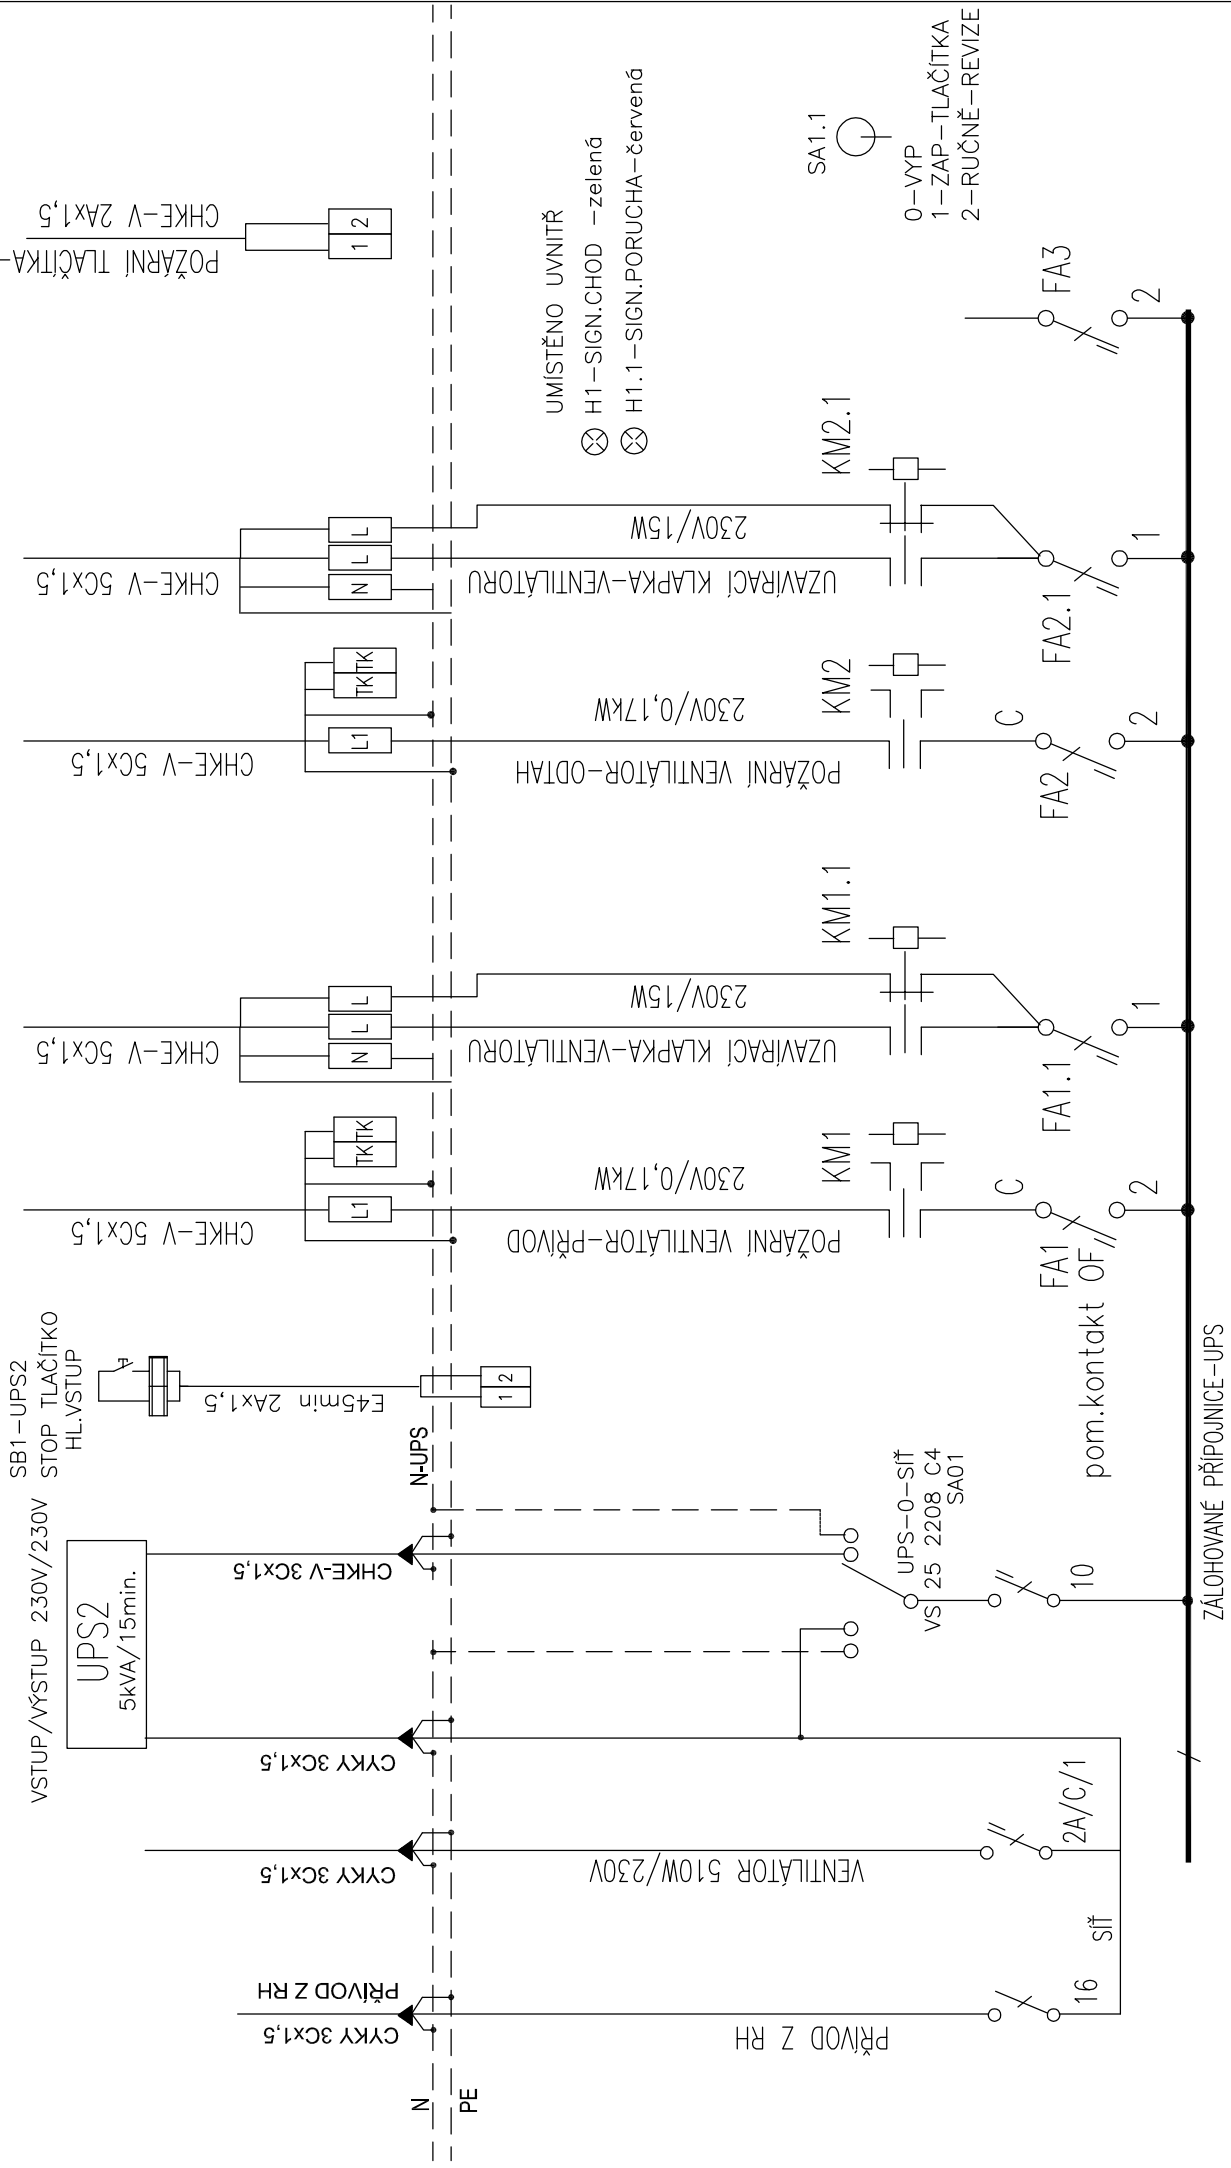 SB1-UPS2
STOP TLAČÍTKO
HL.VSTUP
VSTUP/VÝSTUP 230V/230V
UPS2
5kVA/15min.
POŽÁRNÍ TLAČÍTKA-
CHKE-V 2Ax1,5
1 2
CHKE-V 5Cx1,5
N
L
L
UZAVÍRACÍ KLAPKA-VENTILÁTORU
230V/15W
KM2.1
FA2.1
1
CHKE-V 5Cx1,5
L1
TK TK
POŽÁRNÍ VENTILÁTOR-ODTAH
230V/0,17kW
KM2
C
FA2
2
CHKE-V 5Cx1,5
N
L
L
UZAVÍRACÍ KLAPKA-VENTILÁTORU
230V/15W
KM1.1
FA1.1
1
CHKE-V 5Cx1,5
L1
TK TK
POŽÁRNÍ VENTILÁTOR-PŘÍVOD
230V/0,17kW
KM1
C
FA1
pom.kontakt OF
2
UMÍSTĚNO UVNITŘ
H1-SIGN.CHOD -zelená
H1.1-SIGN.PORUCHA-červená
SA1.1
0-VYP
1-ZAP-TLAČÍTKA
2-RUČNĚ-REVIZE
FA3
2
E45min 2Ax1,5
1 2
N-UPS
CHKE-V 3Cx1,5
UPS-0-SÍŤ
VS 25 2208 C4
SA01
10
CYKY 3Cx1,5
CYKY 3Cx1,5
VENTILÁTOR 510W/230V
2A/C/1
PŘÍVOD Z RH
CYKY 3Cx1,5
PŘÍVOD Z RH
16
SÍŤ
N
PE
ZÁLOHOVANÉ PŘÍPOJNICE-UPS